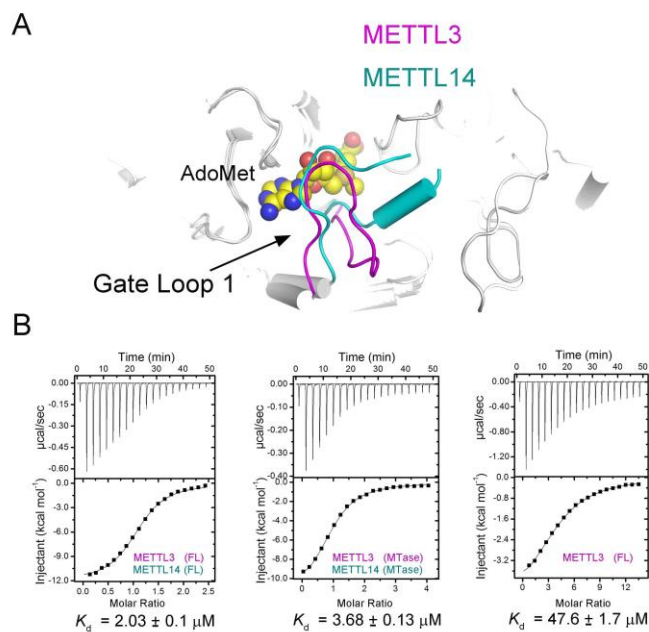 A
METTL3
METTL14
AdoMet
Gate Loop 1
B
Time (min)
0 10 20 30 40 50
0.00
-0.15
-0.30
-0.45
-0.60
µcal/sec
0.0
-3.0
-6.0
-9.0
-12.0
Injectant (kcal mol⁻¹)
METTL3 (FL)
METTL14 (FL)
0.0 0.5 1.0 1.5 2.0 2.5
Molar Ratio
K_d = 2.03 ± 0.1 µM
Time (min)
0 10 20 30 40 50
0.00
-0.10
-0.20
-0.30
-0.40
µcal/sec
0.0
-2.0
-4.0
-6.0
-8.0
-10.0
Injectant (kcal mol⁻¹)
METTL3 (MTase)
METTL14 (MTase)
0 1 2 3 4
Molar Ratio
K_d = 3.68 ± 0.13 µM
Time (min)
0 10 20 30 40 50
0.00
-0.40
-0.80
-1.20
µcal/sec
0.0
-0.8
-1.6
-2.4
-3.2
Injectant (kcal mol⁻¹)
METTL3 (FL)
0 3 6 9 12
Molar Ratio
K_d = 47.6 ± 1.7 µM